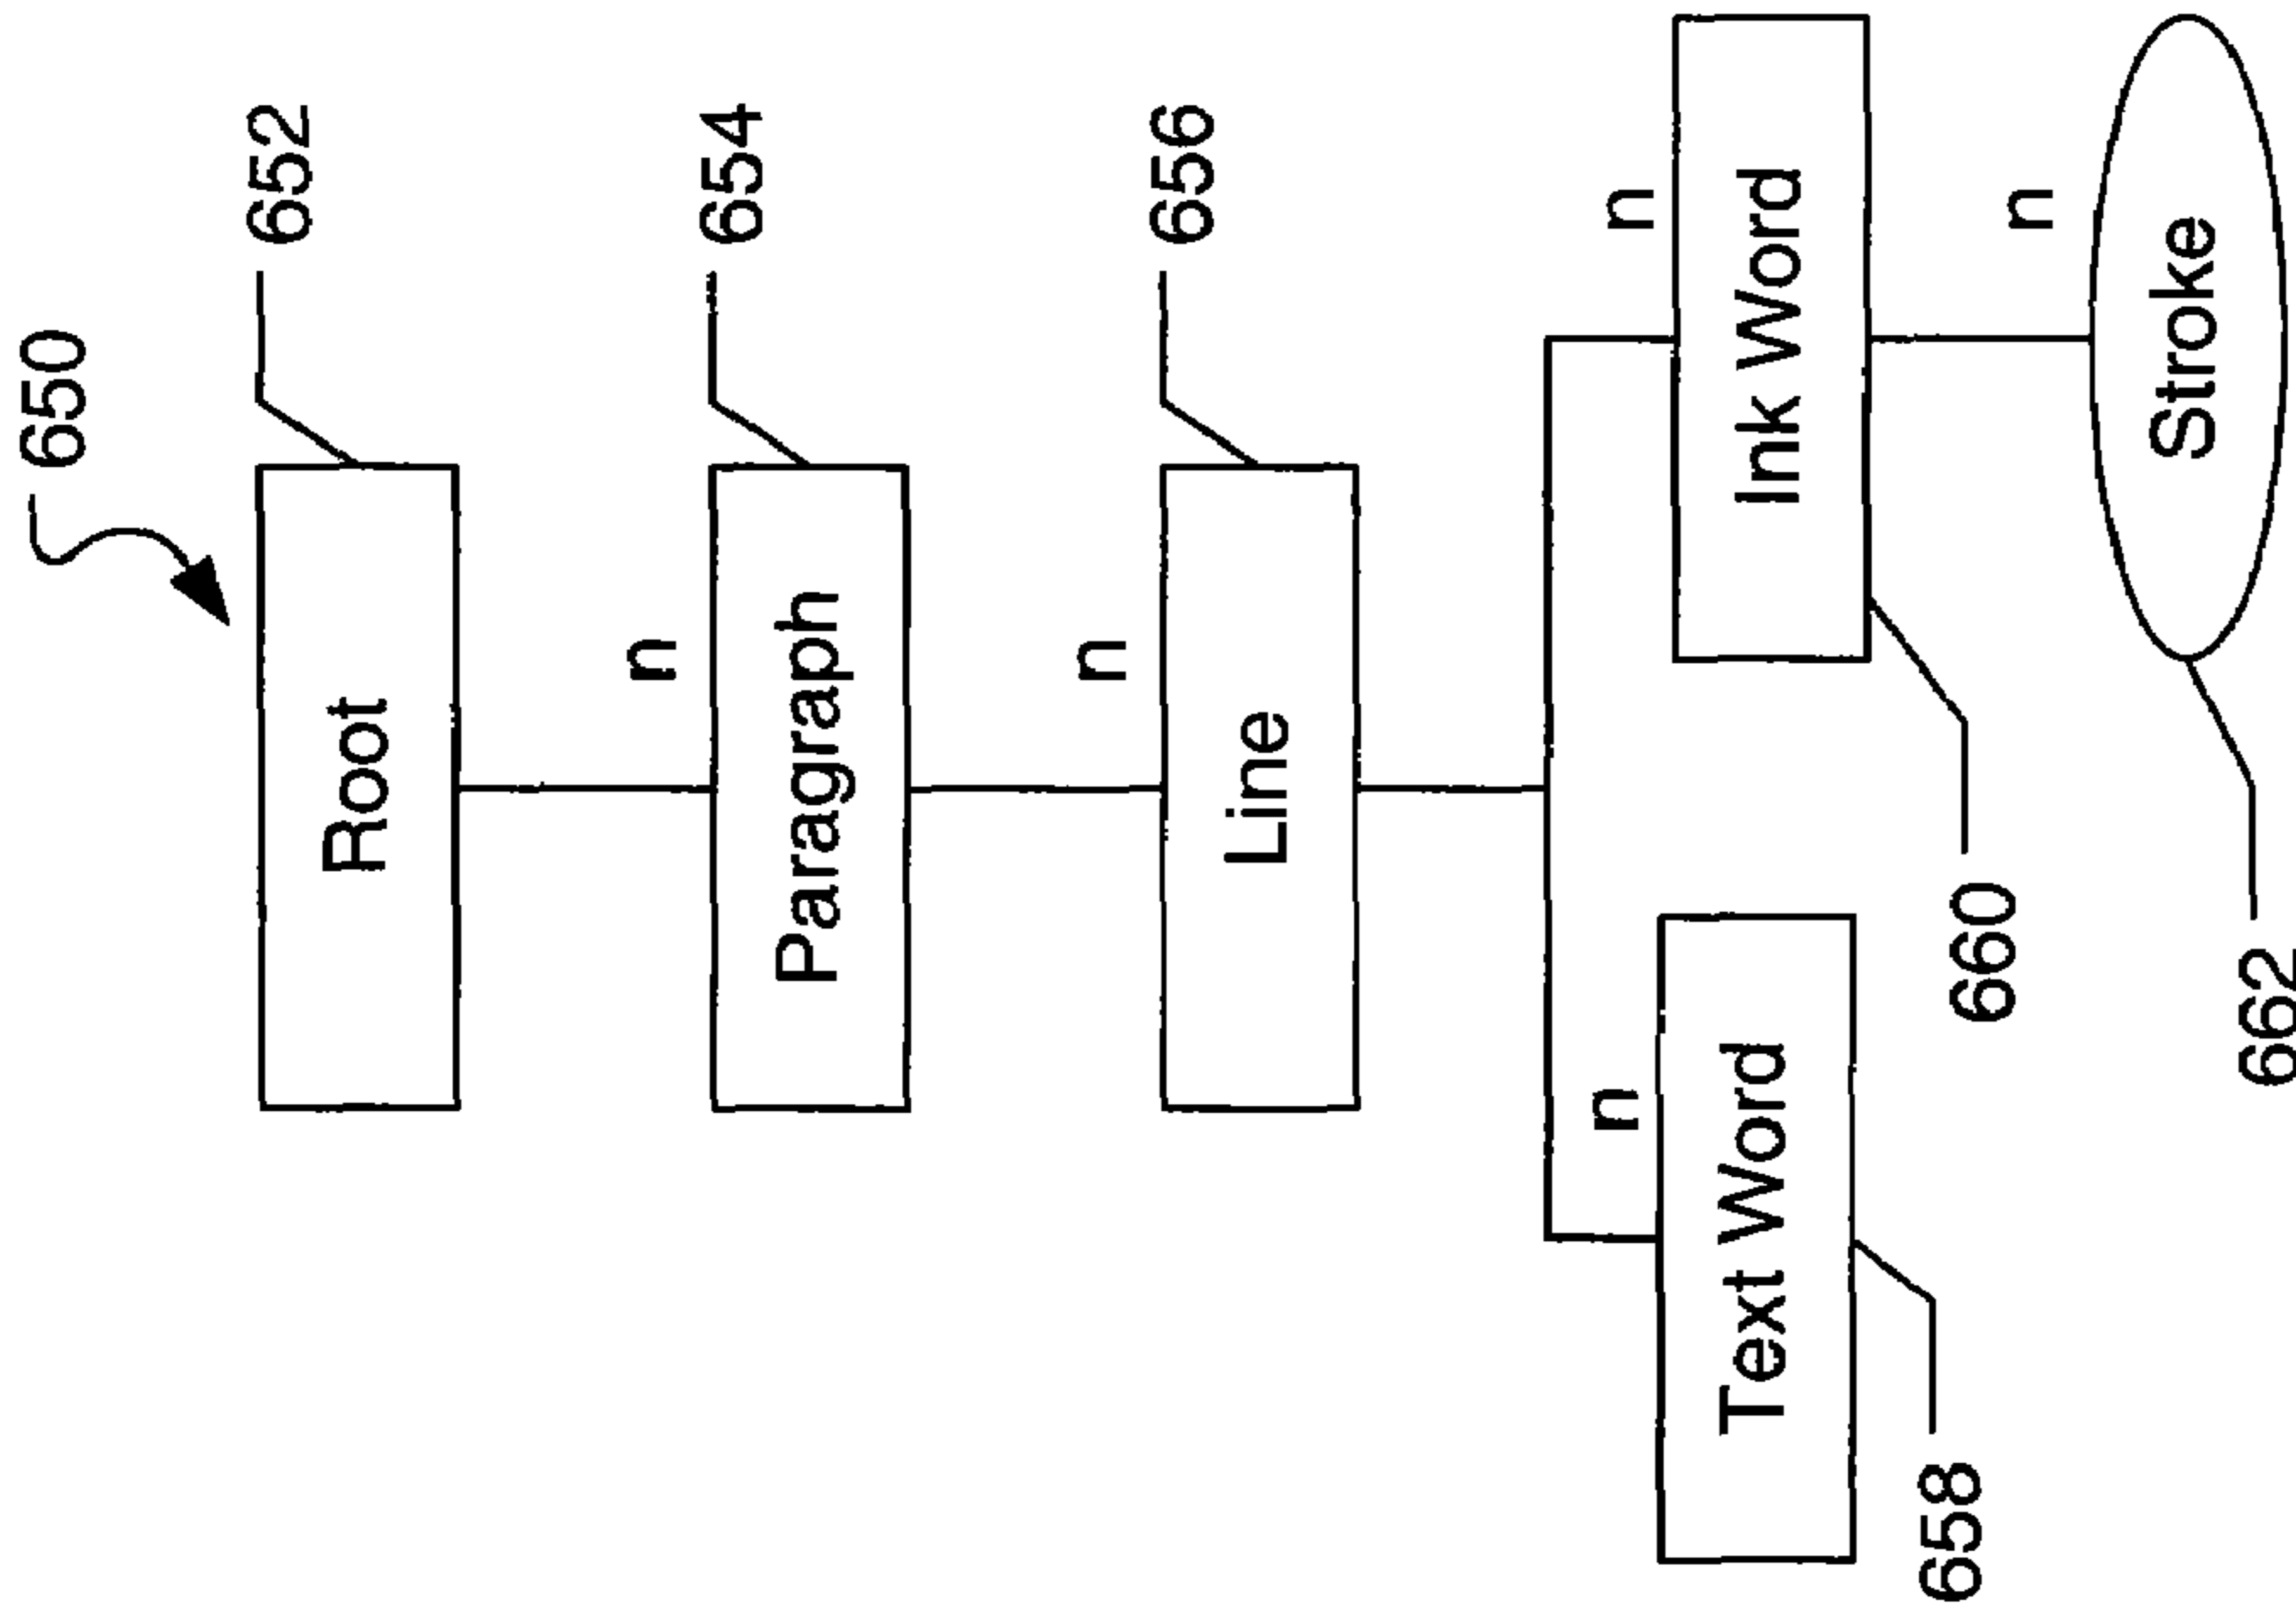 650
652
Root
n
654
Paragraph
n
656
Line
n
Text Word
658
n
Ink Word
660
n
Stroke
662